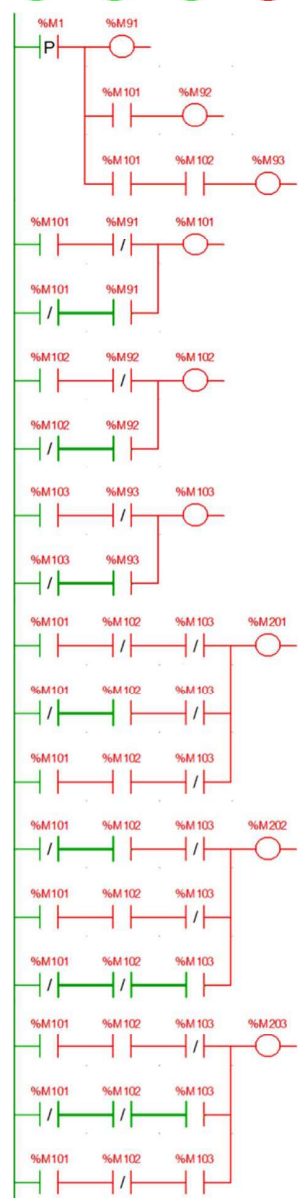 %M1 %M91
P
%M101 %M92
%M101 %M102 %M93
%M101 %M91 %M101
/
%M101 %M91
/
%M102 %M92 %M102
/
%M102 %M92
/
%M103 %M93 %M103
/
%M103 %M93
/
%M101 %M102 %M103 %M201
/ /
%M101 %M102 %M103
/ /
%M101 %M102 %M103
/
%M101 %M102 %M103 %M202
/ /
%M101 %M102 %M103
/
%M101 %M102 %M103
/ /
%M101 %M102 %M103 %M203
/
%M101 %M102 %M103
/ /
%M101 %M102 %M103
/